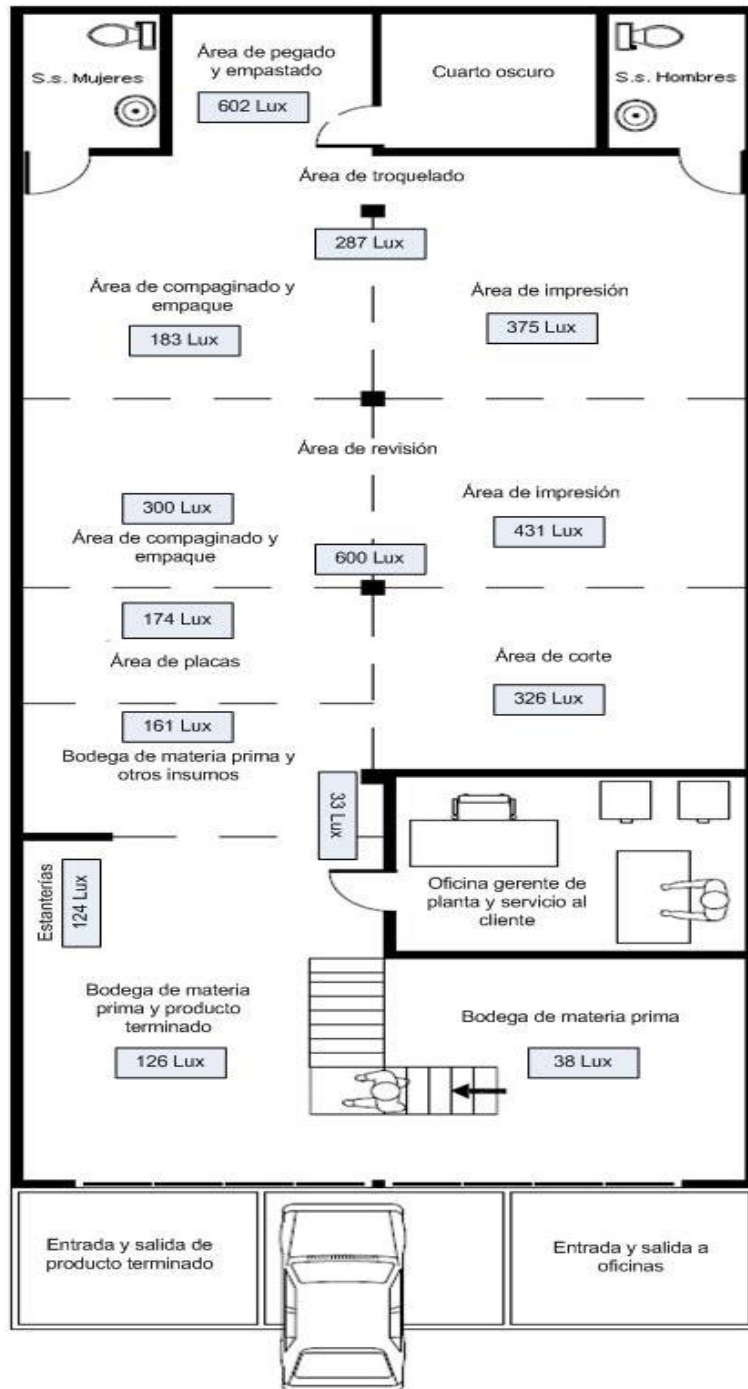 S.s. Mujeres
Área de pegado
y empastado
602 Lux
Cuarto oscuro
S.s. Hombres
Área de troquelado
287 Lux
Área de compaginado y
empaque
183 Lux
Área de impresión
375 Lux
Área de revisión
300 Lux
Área de compaginado y
empaque
600 Lux
Área de impresión
431 Lux
174 Lux
Área de placas
Área de corte
326 Lux
161 Lux
Bodega de materia prima y
otros insumos
33 Lux
Estanterías
124 Lux
Oficina gerente de
planta y servicio al
cliente
Bodega de materia
prima y producto
terminado
126 Lux
Bodega de materia prima
38 Lux
Entrada y salida de
producto terminado
Entrada y salida a
oficinas